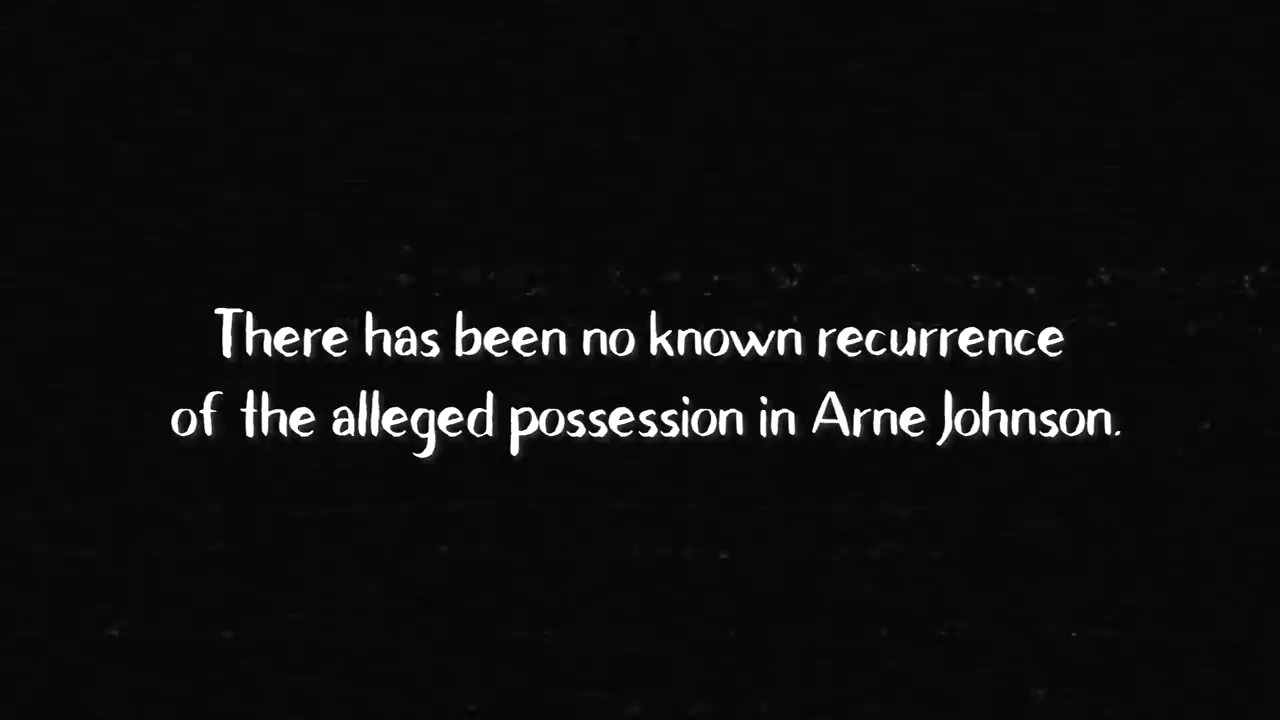 There has been no known recurrence
of the alleged possession in Arne Johnson.